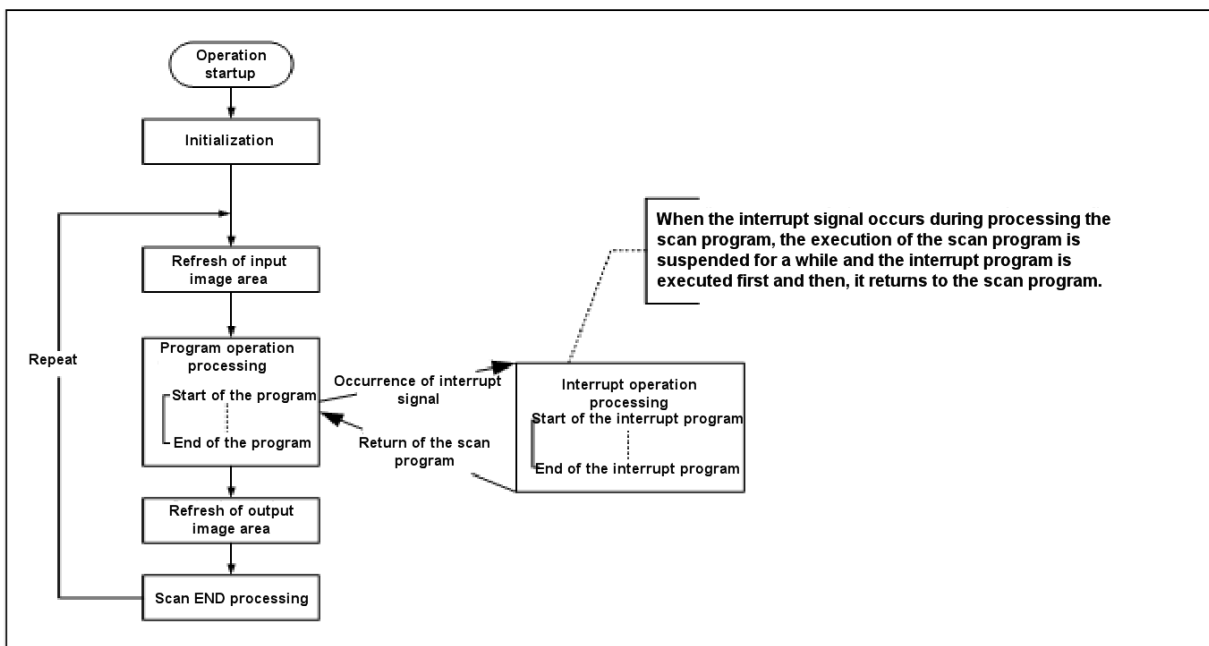 Operation
startup
Initialization
Refresh of input
image area
Repeat
Program operation
processing
Start of the program
End of the program
Refresh of output
image area
Scan END processing
Occurrence of interrupt
signal
Return of the scan
program
Interrupt operation
processing
Start of the interrupt program
End of the interrupt program
When the interrupt signal occurs during processing the
scan program, the execution of the scan program is
suspended for a while and the interrupt program is
executed first and then, it returns to the scan program.